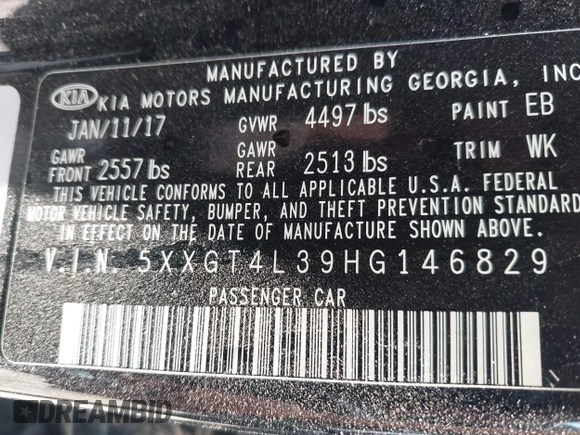 MANUFACTURED BY
KIA KIA MOTORS MANUFACTURING GEORGIA, INC
JAN/11/17 GVWR 4497 lbs PAINT EB
GAWR FRONT 2557 lbs GAWR REAR 2513 lbs TRIM WK
THIS VEHICLE CONFORMS TO ALL APPLICABLE U.S.A. FEDERAL
MOTOR VEHICLE SAFETY, BUMPER, AND THEFT PREVENTION STANDARD
IN EFFECT ON THE DATE OF MANUFACTURE SHOWN ABOVE.
V.I.N. 5XXGT4L39HG146829
PASSENGER CAR
DREAMBID